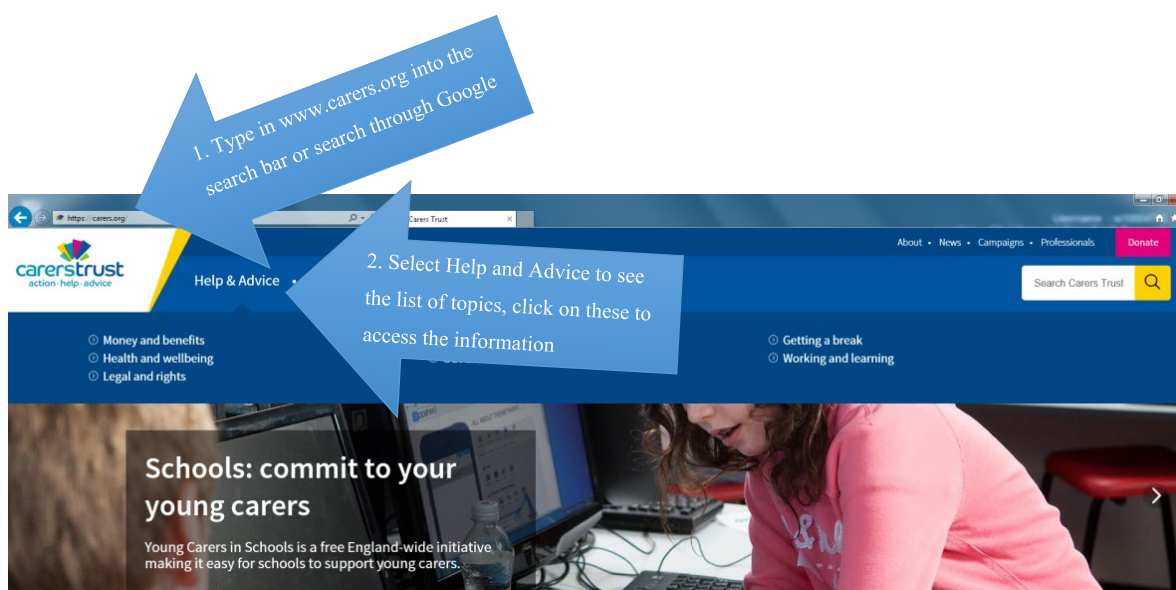 1. Type in www.carers.org into the
search bar or search through Google
https://carers.org/
Carers Trust
About • News • Campaigns • Professionals
Donate
carerstrust
action·help·advice
Help & Advice •
2. Select Help and Advice to see
the list of topics, click on these to
access the information
Search Carers Trust
Money and benefits
Health and wellbeing
Legal and rights
Getting a break
Working and learning
Schools: commit to your
young carers
Young Carers in Schools is a free England-wide initiative
making it easy for schools to support young carers.